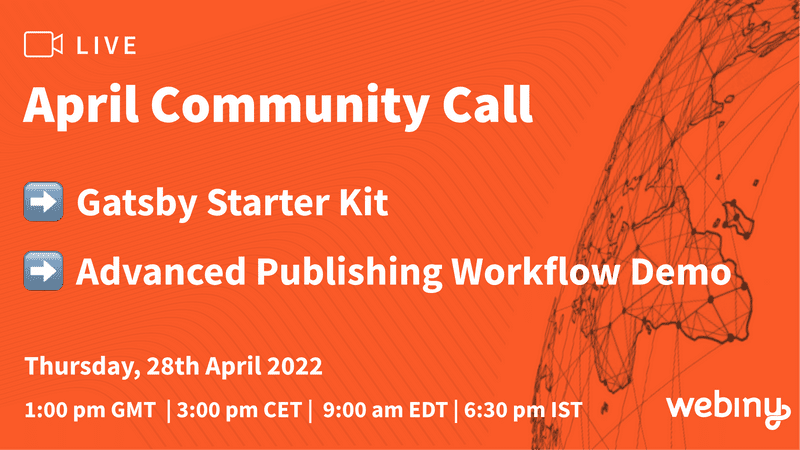 LIVE
April Community Call
Gatsby Starter Kit
Advanced Publishing Workflow Demo
Thursday, 28th April 2022
1:00 pm GMT | 3:00 pm CET | 9:00 am EDT | 6:30 pm IST
webiny